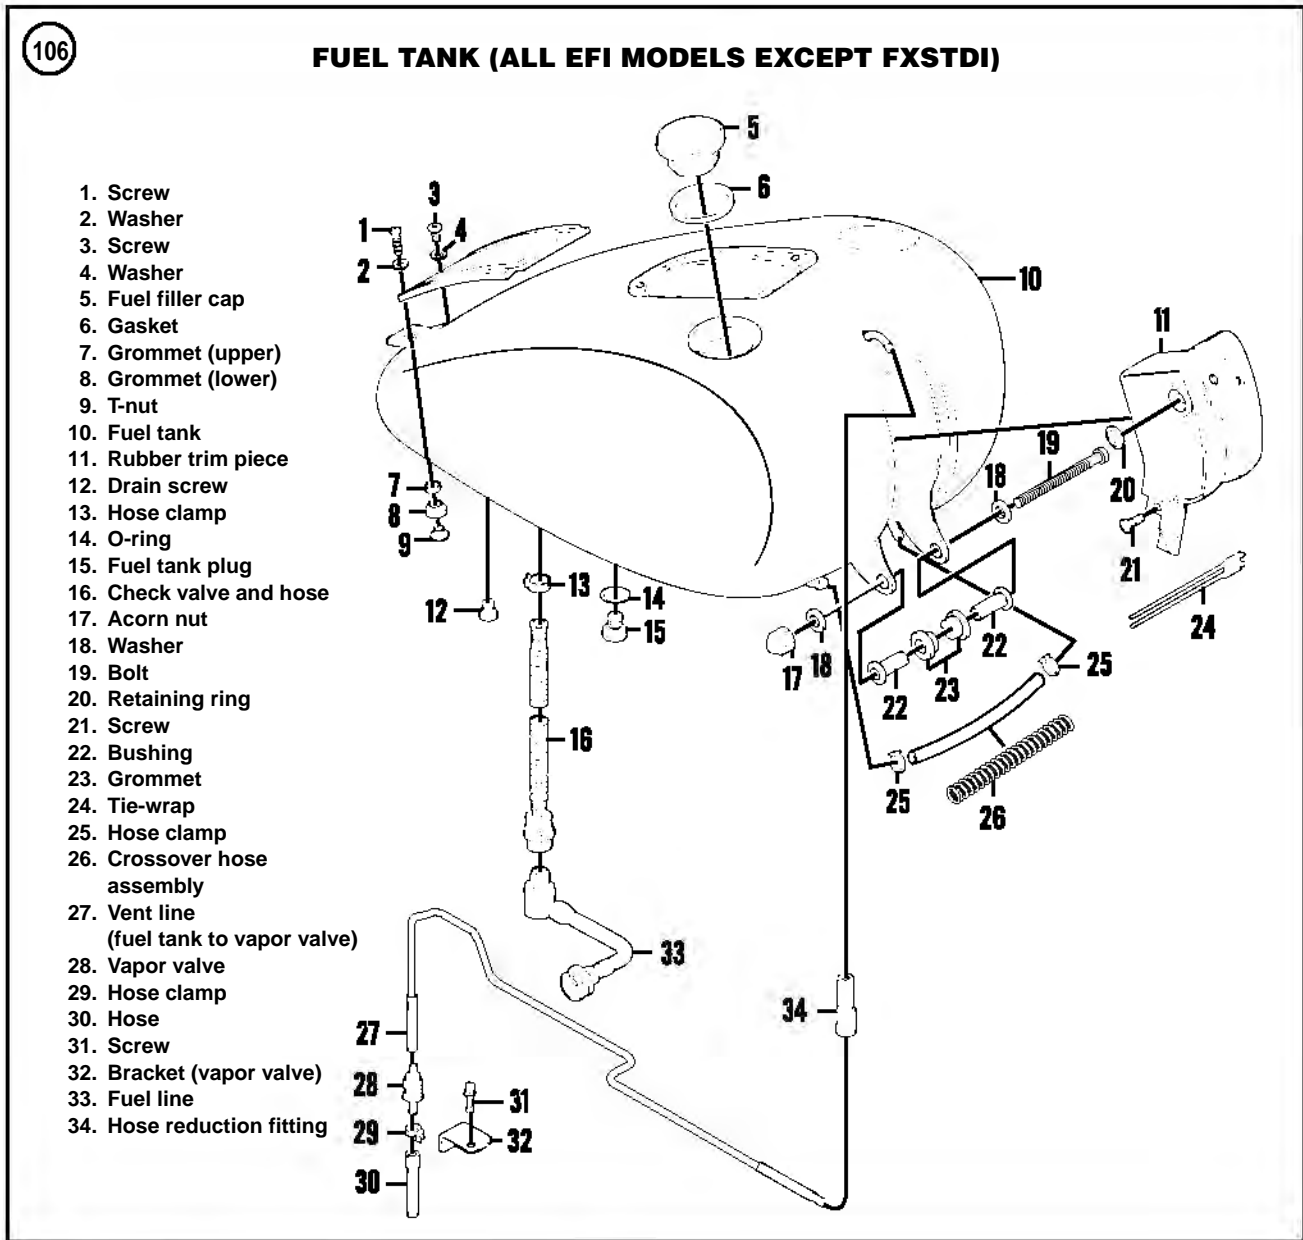 106
FUEL TANK (ALL EFI MODELS EXCEPT FXSTDI)
1. Screw
2. Washer
3. Screw
4. Washer
5. Fuel filler cap
6. Gasket
7. Grommet (upper)
8. Grommet (lower)
9. T-nut
10. Fuel tank
11. Rubber trim piece
12. Drain screw
13. Hose clamp
14. O-ring
15. Fuel tank plug
16. Check valve and hose
17. Acorn nut
18. Washer
19. Bolt
20. Retaining ring
21. Screw
22. Bushing
23. Grommet
24. Tie-wrap
25. Hose clamp
26. Crossover hose
assembly
27. Vent line
(fuel tank to vapor valve)
28. Vapor valve
29. Hose clamp
30. Hose
31. Screw
32. Bracket (vapor valve)
33. Fuel line
34. Hose reduction fitting
5
6
3
1
4
2
10
11
19
18
20
7
8
9
21
13
14
12
15
24
17
18
22
23
22
25
16
25
26
33
34
27
28
31
29
32
30